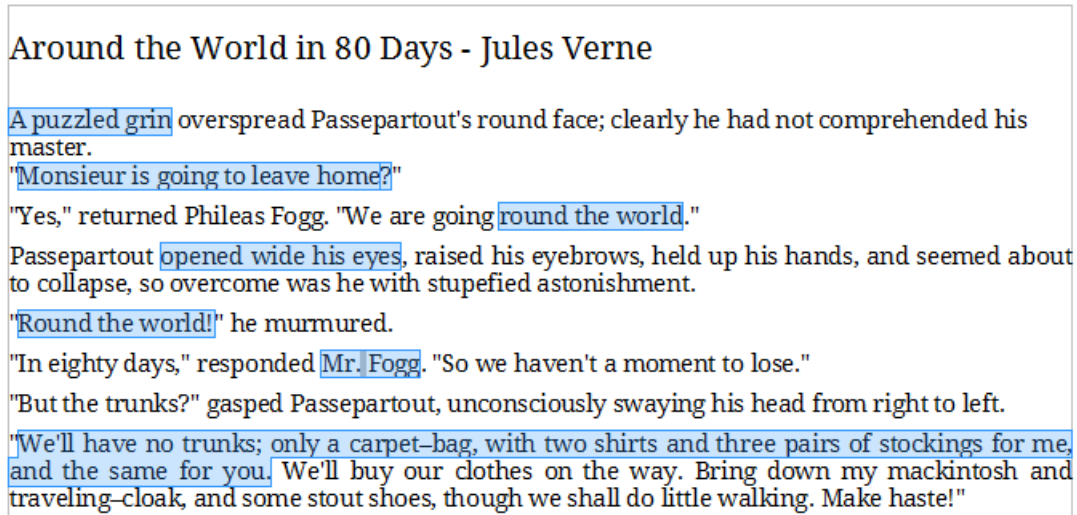 Around the World in 80 Days - Jules Verne
A puzzled grin overspread Passepartout's round face; clearly he had not comprehended his
master.
"Monsieur is going to leave home?"
"Yes," returned Phileas Fogg. "We are going round the world."
Passepartout opened wide his eyes, raised his eyebrows, held up his hands, and seemed about
to collapse, so overcome was he with stupefied astonishment.
"Round the world!" he murmured.
"In eighty days," responded Mr. Fogg. "So we haven't a moment to lose."
"But the trunks?" gasped Passepartout, unconsciously swaying his head from right to left.
"We'll have no trunks; only a carpet–bag, with two shirts and three pairs of stockings for me,
and the same for you. We'll buy our clothes on the way. Bring down my mackintosh and
traveling–cloak, and some stout shoes, though we shall do little walking. Make haste!"